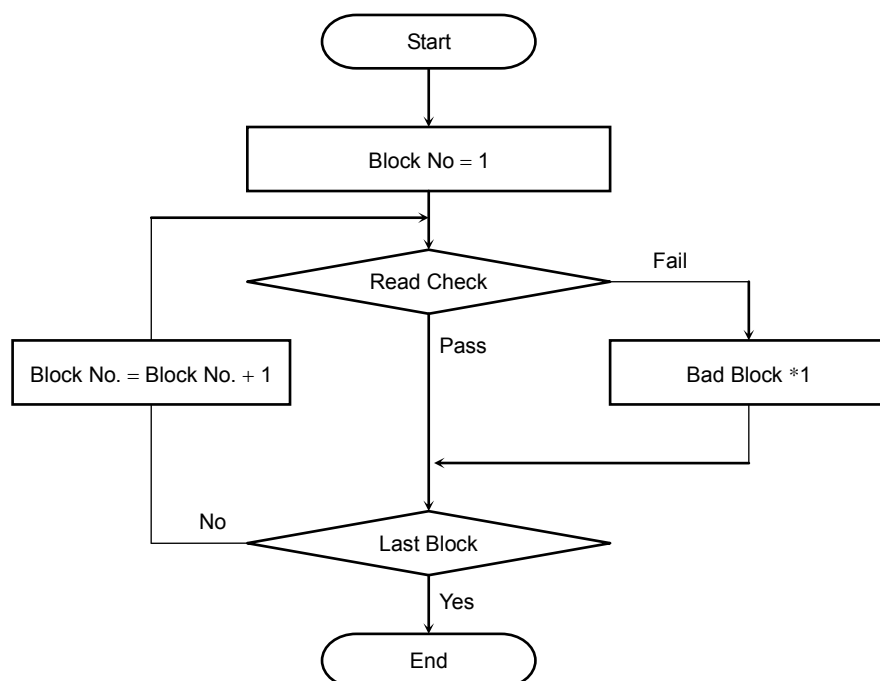 Start
Block No = 1
Read Check
Fail
Pass
Block No. = Block No. + 1
Bad Block *1
No
Last Block
Yes
End